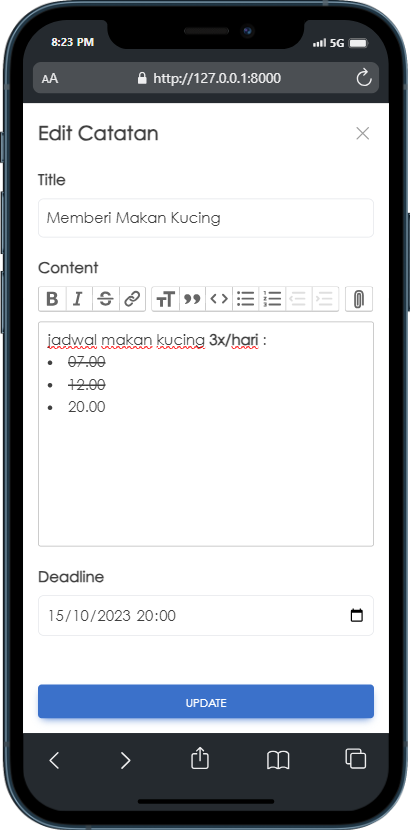 8:23 PM 5G
AA http://127.0.0.1:8000
Edit Catatan
Title
Memberi Makan Kucing
Content
jadwal makan kucing 3x/hari :
• 07.00
• 12.00
• 20.00
Deadline
15/10/2023 20:00
UPDATE